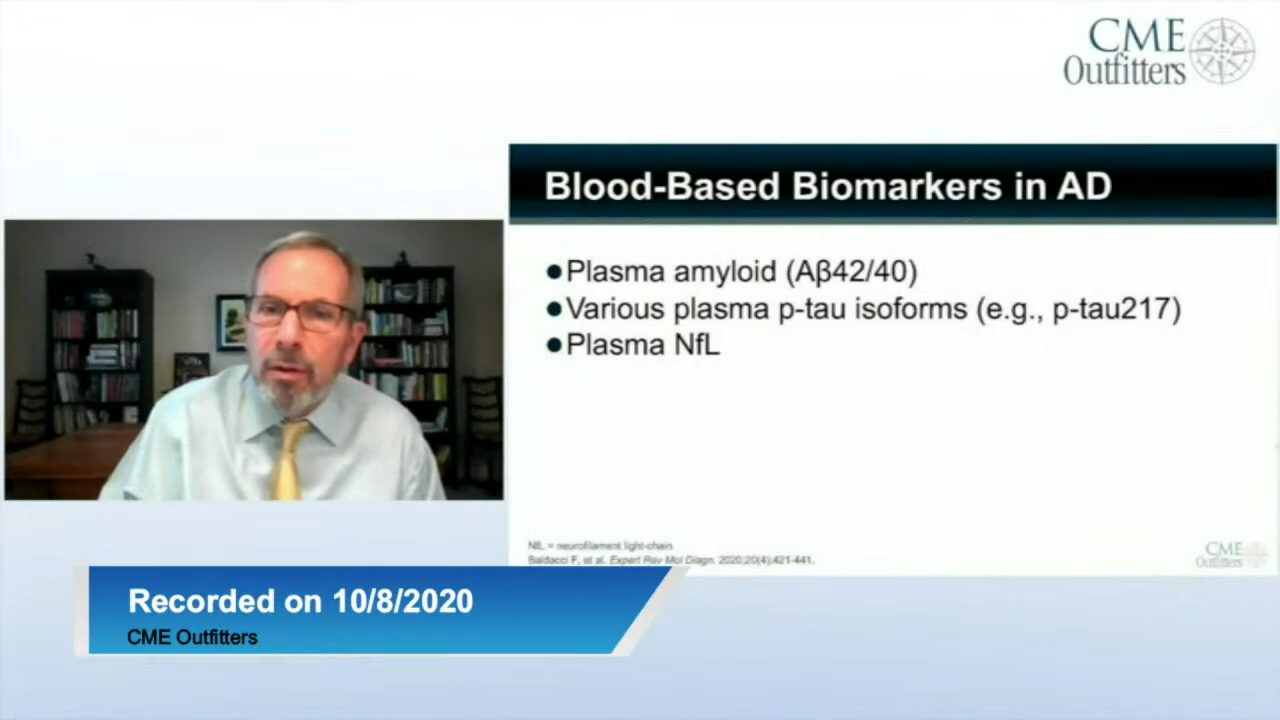 CME
Outfitters
Blood-Based Biomarkers in AD
●Plasma amyloid (Aβ42/40)
●Various plasma p-tau isoforms (e.g., p-tau217)
●Plasma NfL
NfL = neurofilament light-chain
Baldacci F, et al. Expert Rev Mol Diagn. 2020;20(4):421-441.
CME
Outfitters
Recorded on 10/8/2020
CME Outfitters